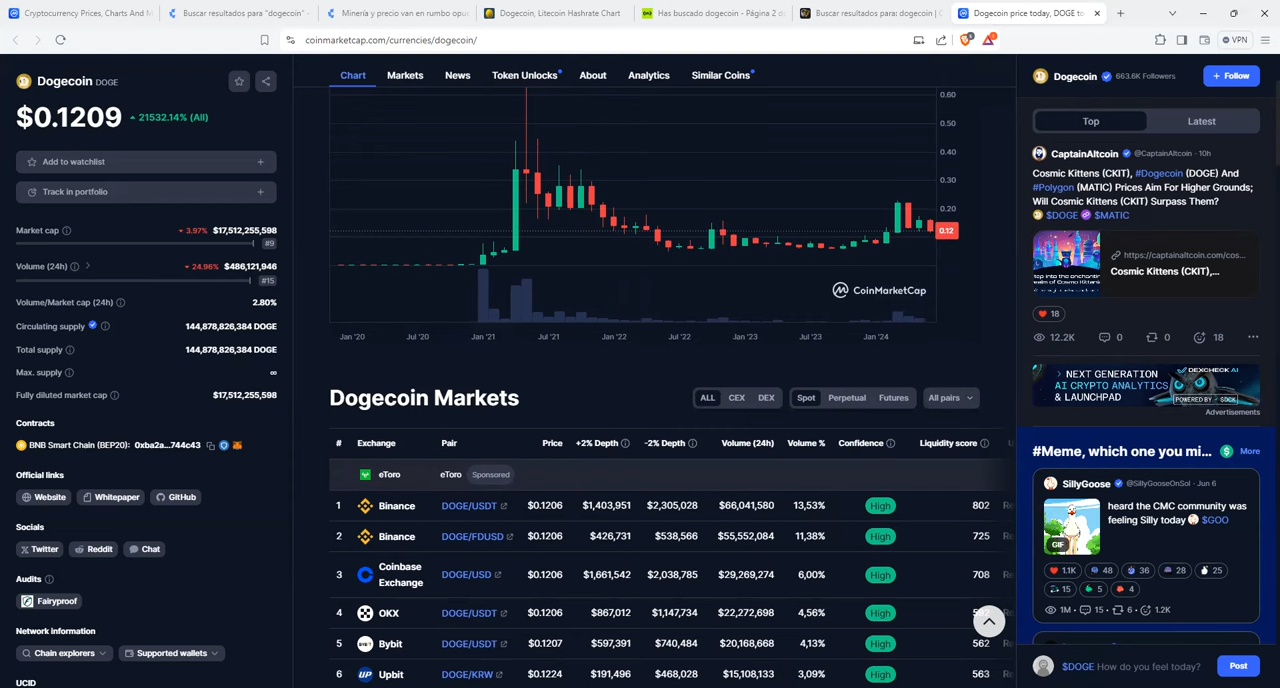 Cryptocurrency Prices, Charts And M
Buscar resultados para "dogecoin" -
Minería y precio van en rumbo opu
Dogecoin, Litecoin Hashrate Chart
Has buscado dogecoin - Página 2 d
Buscar resultados para: dogecoin | C
Dogecoin price today, DOGE to
coinmarketcap.com/currencies/dogecoin/
VPN
Dogecoin DOGE
$0.1209 21532.14% (All)
Add to watchlist
Track in portfolio
Market cap 3.97% $17,512,255,598
#9
Volume (24h) 24.96% $486,121,946
#15
Volume/Market cap (24h) 2.80%
Circulating supply 144,878,826,384 DOGE
Total supply 144,878,826,384 DOGE
Max. supply ∞
Fully diluted market cap $17,512,255,598
Contracts
BNB Smart Chain (BEP20): 0xba2a...744c43
Official links
Website Whitepaper GitHub
Socials
Twitter Reddit Chat
Audits
Fairyproof
Network information
Chain explorers Supported wallets
UCID
Chart Markets News Token Unlocks About Analytics Similar Coins
0.60
0.50
0.40
0.30
0.20
0.12
CoinMarketCap
Jan '20 Jul '20 Jan '21 Jul '21 Jan '22 Jul '22 Jan '23 Jul '23 Jan '24
Dogecoin Markets
ALL CEX DEX Spot Perpetual Futures All pairs
# Exchange Pair Price +2% Depth -2% Depth Volume (24h) Volume % Confidence Liquidity score
eToro eToro Sponsored
1 Binance DOGE/USDT $0.1206 $1,403,951 $2,305,028 $66,041,580 13,53% High 802 Re
2 Binance DOGE/FDUSD $0.1206 $426,731 $538,566 $55,552,084 11,38% High 725 Re
3 Coinbase Exchange DOGE/USD $0.1206 $1,661,542 $2,038,785 $29,269,274 6,00% High 708 Re
4 OKX DOGE/USDT $0.1206 $867,012 $1,147,734 $22,272,698 4,56% High
5 Bybit DOGE/USDT $0.1207 $597,391 $740,484 $20,168,668 4,13% High 562 Re
6 Upbit DOGE/KRW $0.1224 $191,496 $468,028 $15,108,133 3,09% High 563 Re
Dogecoin 663.6K Followers + Follow
Top Latest
CaptainAltcoin @CaptainAltcoin · 10h
Cosmic Kittens (CKIT), #Dogecoin (DOGE) And
#Polygon (MATIC) Prices Aim For Higher Grounds;
Will Cosmic Kittens (CKIT) Surpass Them?
$DOGE $MATIC
https://captainaltcoin.com/cos...
Cosmic Kittens (CKIT),...
18
12.2K 0 0 18
NEXT GENERATION
AI CRYPTO ANALYTICS
& LAUNCHPAD
DEXCHECK AI
POWERED BY $DCK
Advertisements
#Meme, which one you mi... More
SillyGoose @SillyGooseOnSol · Jun 6
heard the CMC community was
feeling Silly today $GOO
GIF
1.1K 48 36 28 25
15 5 4
1M · 15 · 6 · 1.2K
$DOGE How do you feel today? Post